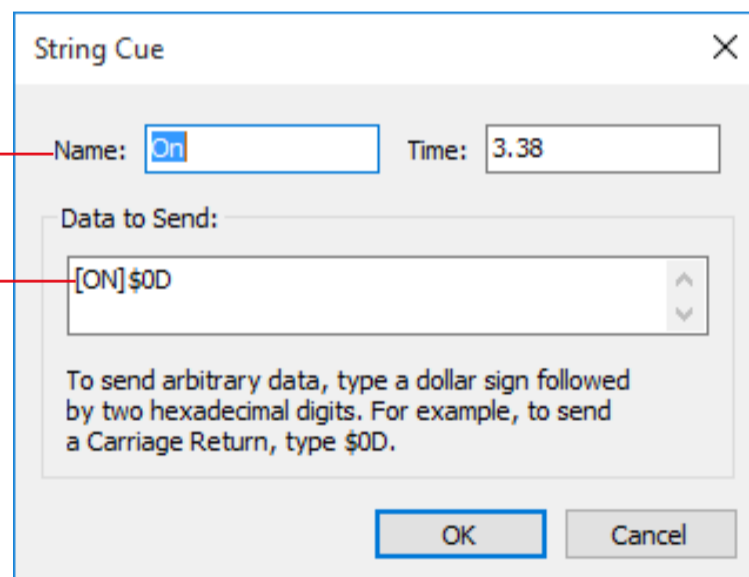 String Cue
Name: On Time: 3.38
Data to Send:
[ON]$0D
To send arbitrary data, type a dollar sign followed
by two hexadecimal digits. For example, to send
a Carriage Return, type $0D.
OK Cancel